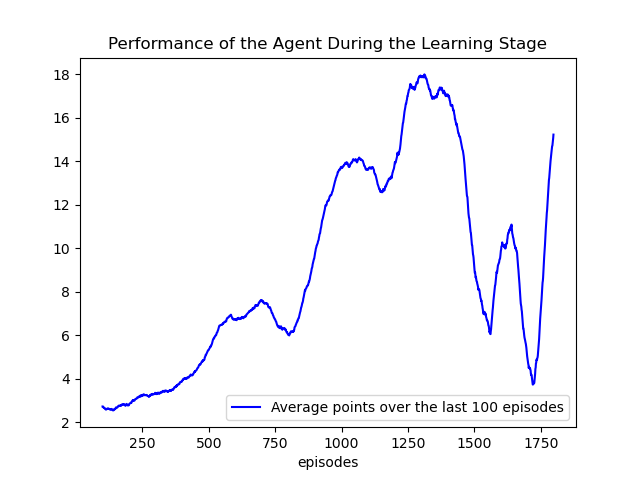 Performance of the Agent During the Learning Stage
18
16
14
12
10
8
6
4
2
Average points over the last 100 episodes
250 500 750 1000 1250 1500 1750
episodes